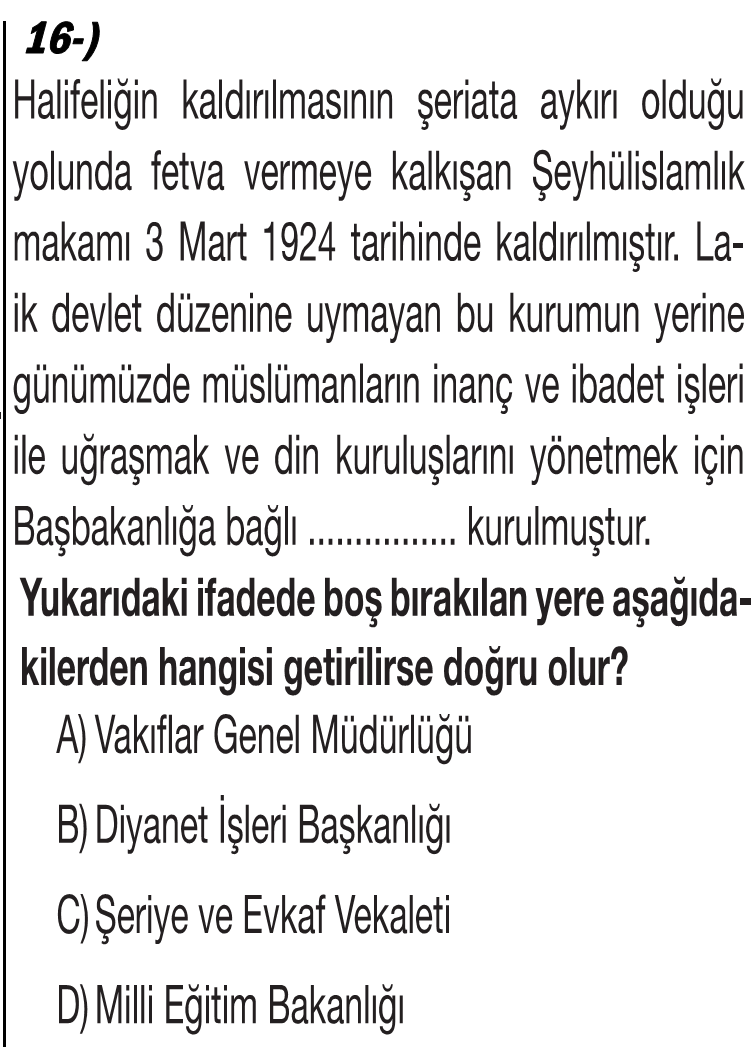 16-)
Halifeliğin kaldırılmasının şeriata aykırı olduğu
yolunda fetva vermeye kalkışan Şeyhülislamlık
makamı 3 Mart 1924 tarihinde kaldırılmıştır. La-
ik devlet düzenine uymayan bu kurumun yerine
günümüzde müslümanların inanç ve ibadet işleri
ile uğraşmak ve din kuruluşlarını yönetmek için
Başbakanlığa bağlı ................ kurulmuştur.
Yukarıdaki ifadede boş bırakılan yere aşağıda-
kilerden hangisi getirilirse doğru olur?
A) Vakıflar Genel Müdürlüğü
B) Diyanet İşleri Başkanlığı
C) Şeriye ve Evkaf Vekaleti
D) Milli Eğitim Bakanlığı